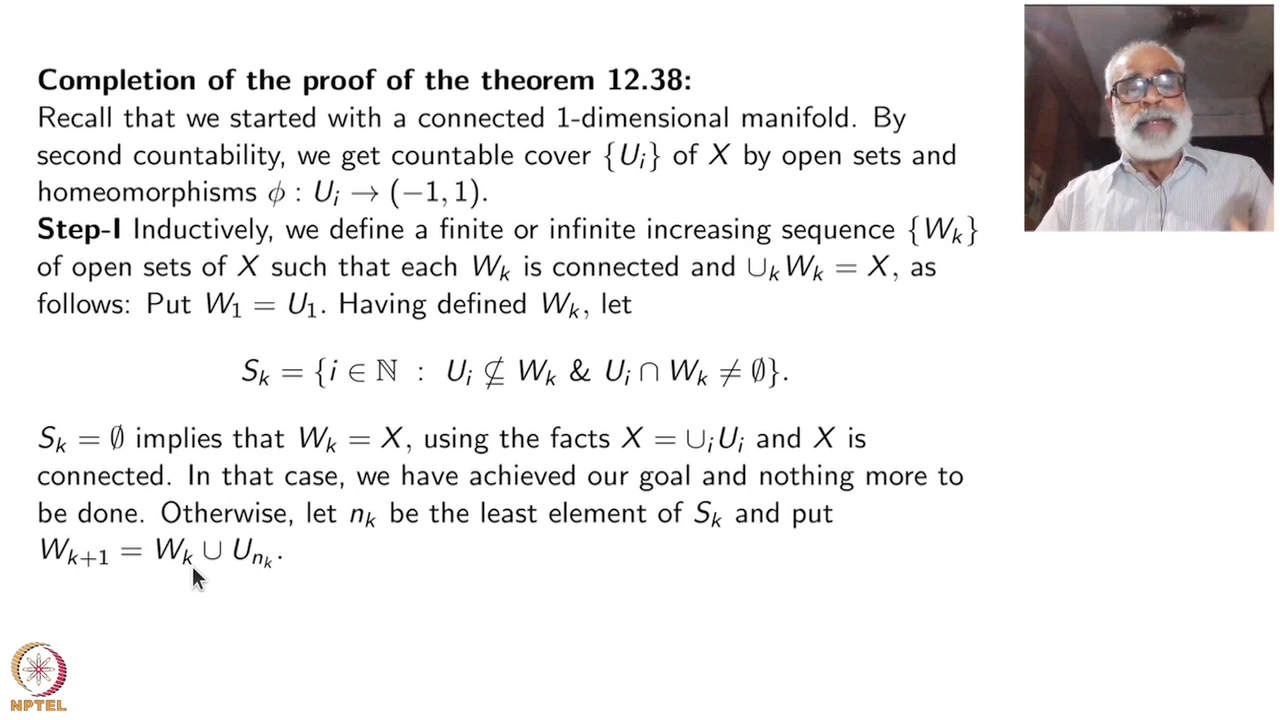 Completion of the proof of the theorem 12.38:
Recall that we started with a connected 1-dimensional manifold. By
second countability, we get countable cover {U_i} of X by open sets and
homeomorphisms ϕ : U_i → (−1, 1).
Step-I Inductively, we define a finite or infinite increasing sequence {W_k}
of open sets of X such that each W_k is connected and ∪_k W_k = X, as
follows: Put W_1 = U_1. Having defined W_k, let
S_k = {i ∈ ℕ : U_i ⊈ W_k & U_i ∩ W_k ≠ ∅}.
S_k = ∅ implies that W_k = X, using the facts X = ∪_i U_i and X is
connected. In that case, we have achieved our goal and nothing more to
be done. Otherwise, let n_k be the least element of S_k and put
W_{k+1} = W_k ∪ U_{n_k}.
NPTEL